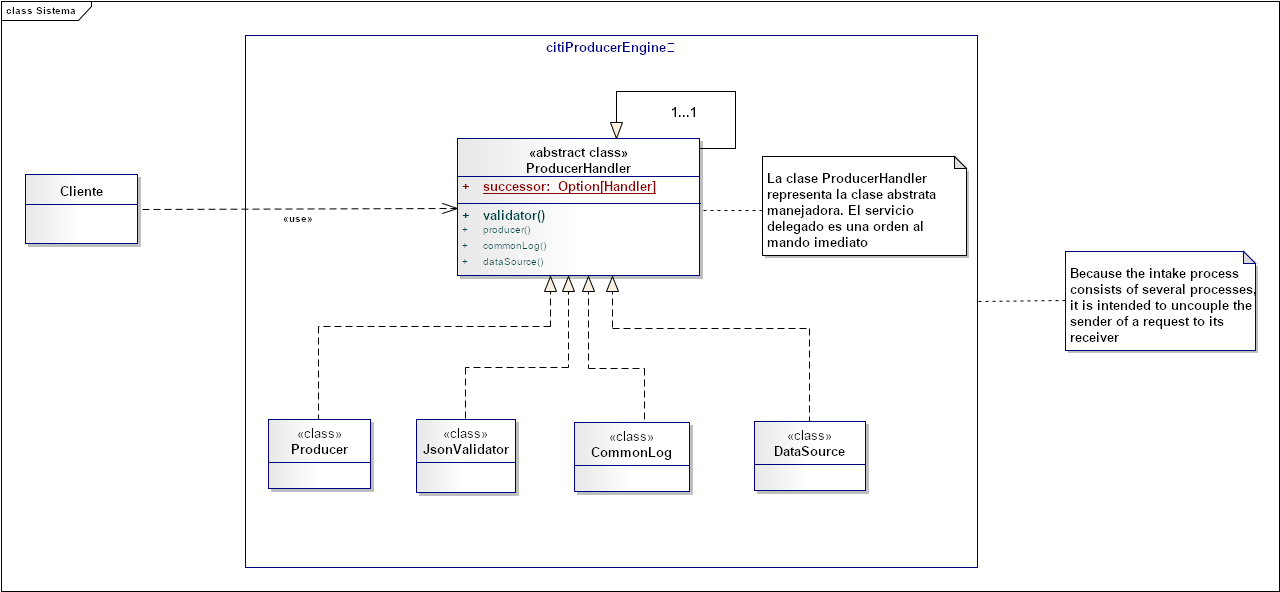 class Sistema
citiProducerEngine
1...1
«abstract class»
ProducerHandler
+ successor: Option[Handler]
+ validator()
+ producer()
+ commonLog()
+ dataSource()
Cliente
«use»
La clase ProducerHandler
representa la clase abstrata
manejadora. El servicio
delegado es una orden al
mando imediato
Because the intake process
consists of several processes,
it is intended to uncouple the
sender of a request to its
receiver
«class»
Producer
«class»
JsonValidator
«class»
CommonLog
«class»
DataSource